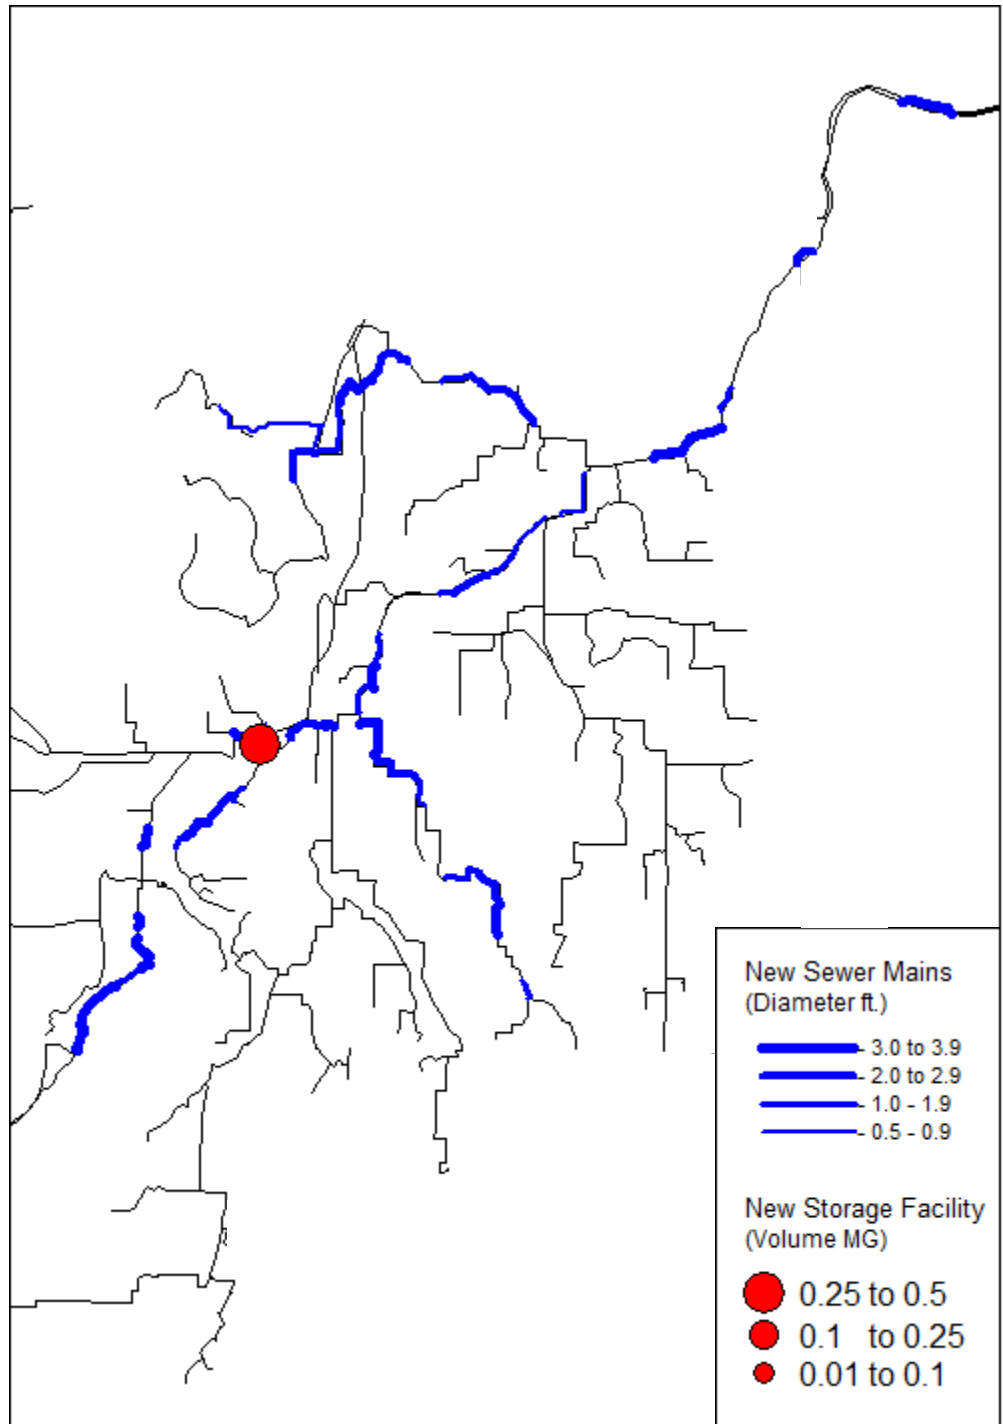 New Sewer Mains
(Diameter ft.)
- 3.0 to 3.9
- 2.0 to 2.9
- 1.0 - 1.9
- 0.5 - 0.9
New Storage Facility
(Volume MG)
0.25 to 0.5
0.1 to 0.25
0.01 to 0.1